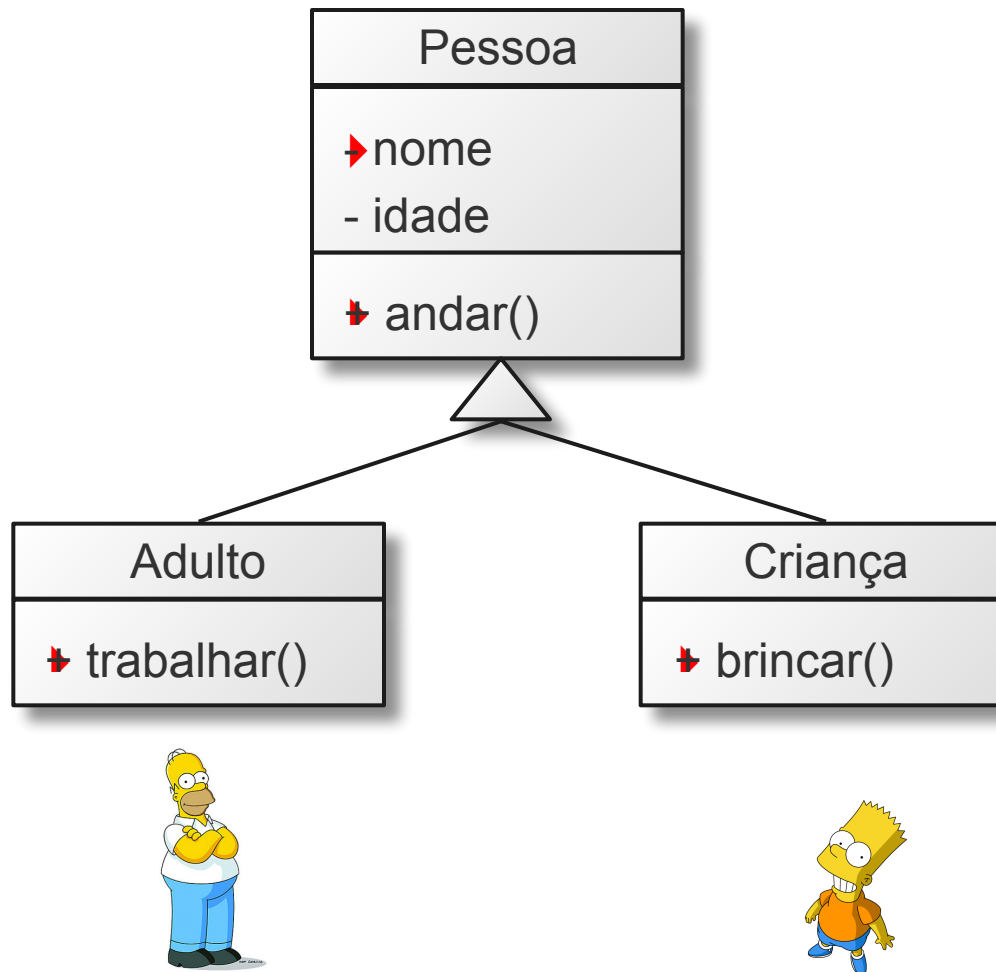 Pessoa
- nome
- idade
+ andar()
Adulto
+ trabalhar()
Criança
+ brincar()